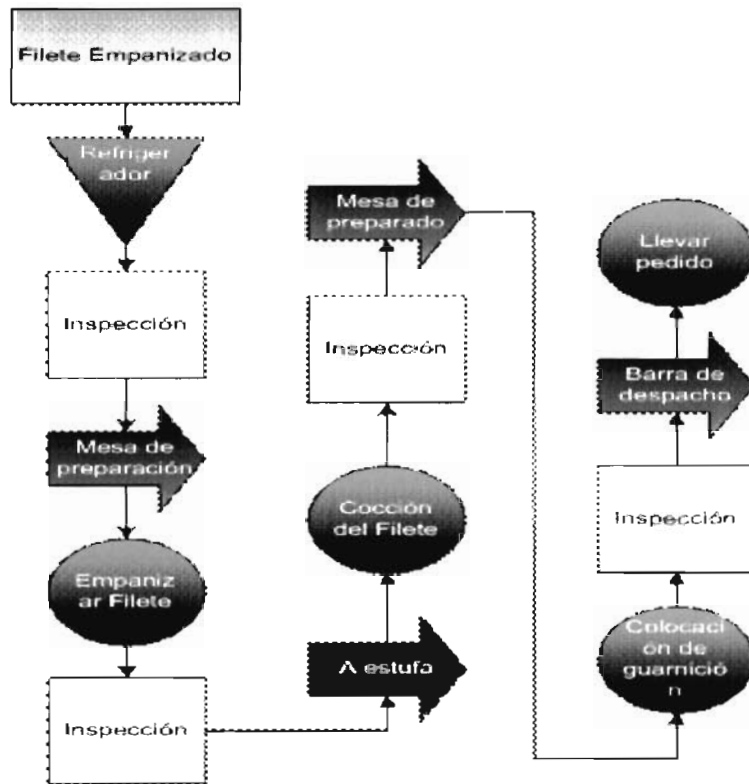 Filete Empanizado
Refriger
ador
Inspección
Mesa de
preparación
Empaniz
ar Filete
Inspección
A estufa
Cocción
del Filete
Inspección
Mesa de
preparado
Colocaci
ón de
guarnició
n
Inspección
Barra de
despacho
Llevar
pedido